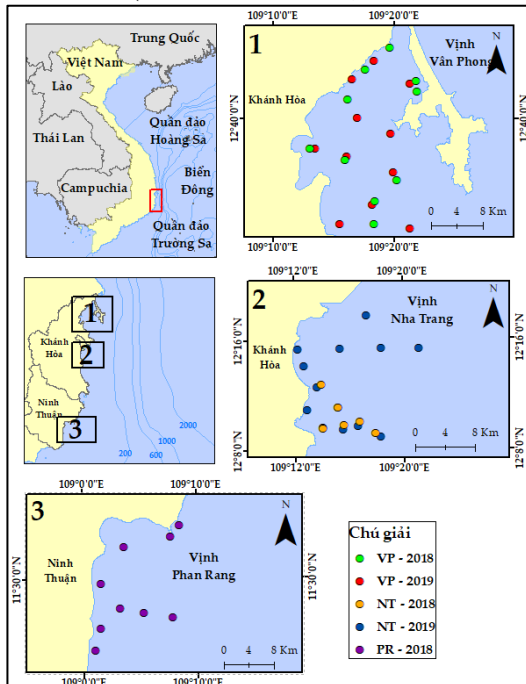 Trung Quốc
Việt Nam
Lào
Thái Lan
Quần đảo
Hoàng Sa
Biển
Đông
Campuchia
Quần đảo
Trường Sa
109°10'0"E
109°20'0"E
1
Vịnh
Vân Phong
N
Khánh Hòa
12°40'0"N
12°40'0"N
0 4 8 Km
109°10'0"E
109°20'0"E
1
Khánh
Hòa
2
Ninh
Thuận
3
200
600
1000
2000
109°12'0"E
109°20'0"E
2
Vịnh
Nha Trang
N
Khánh
Hòa
12°16'0"N
12°16'0"N
12°8'0"N
12°8'0"N
0 4 8 Km
109°12'0"E
109°20'0"E
109°0'0"E
109°10'0"E
3
N
Ninh
Thuận
Vịnh
Phan Rang
11°30'0"N
11°30'0"N
0 4 8 Km
109°0'0"E
109°10'0"E
Chú giải
VP - 2018
VP - 2019
NT - 2018
NT - 2019
PR - 2018